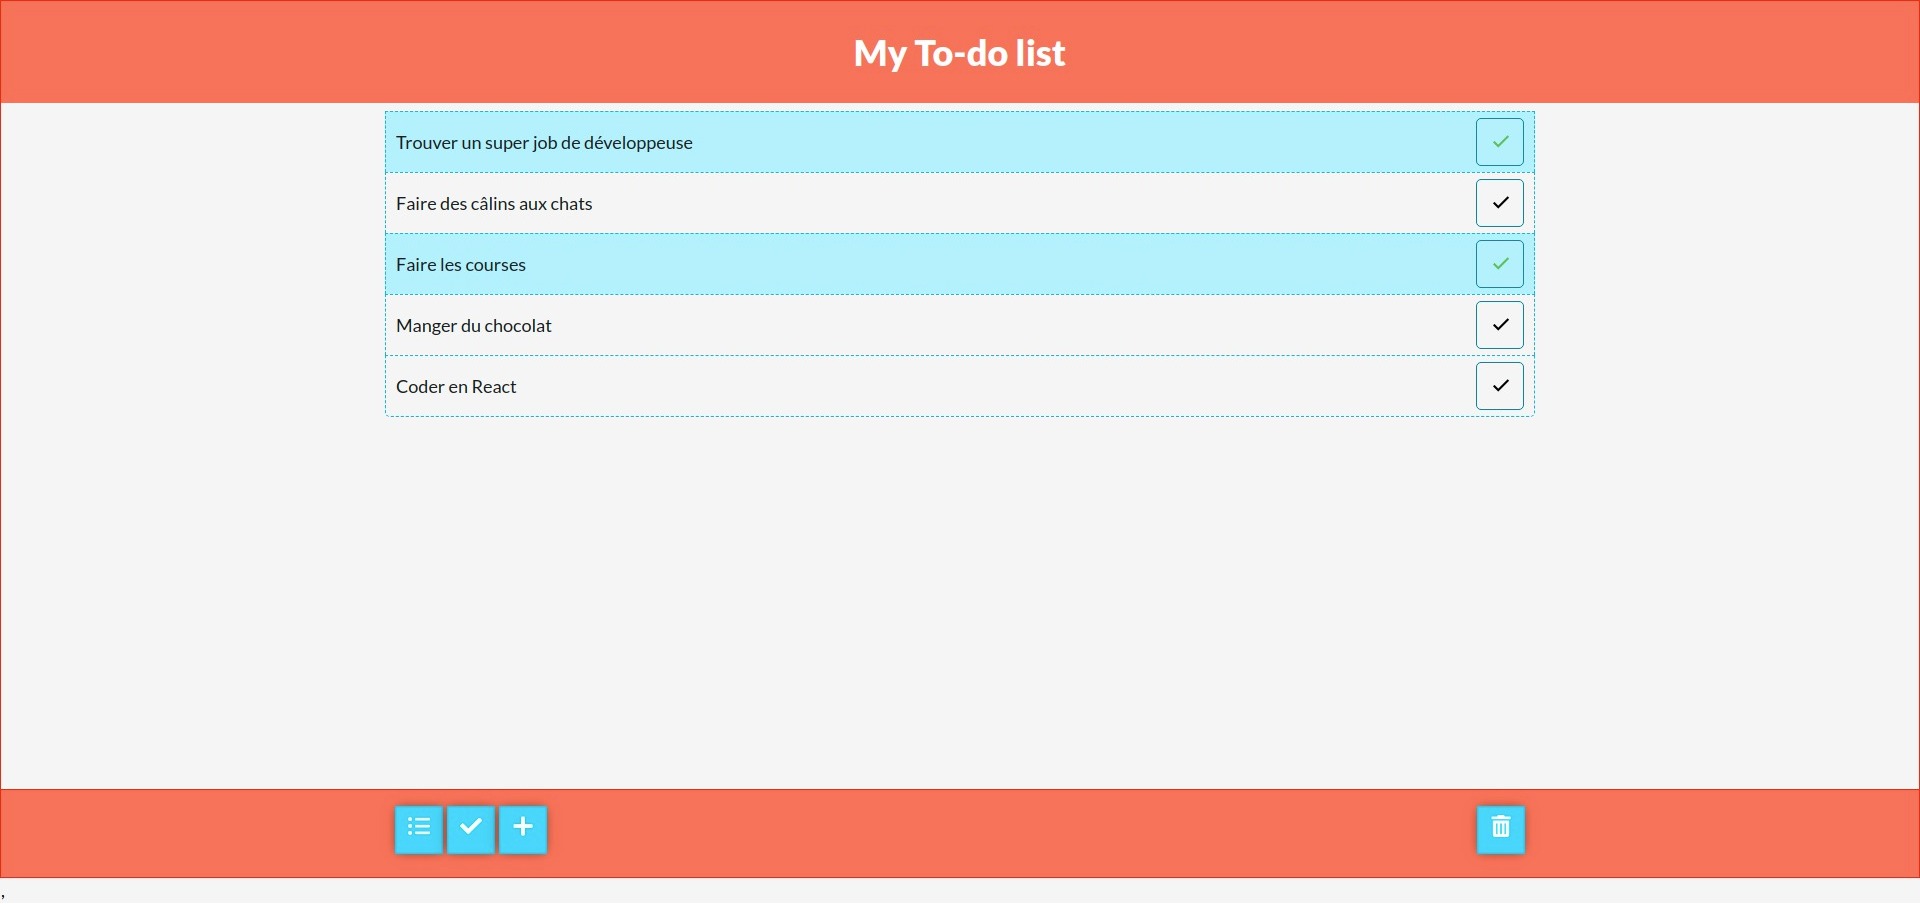 My To-do list
Trouver un super job de développeuse
Faire des câlins aux chats
Faire les courses
Manger du chocolat
Coder en React
,